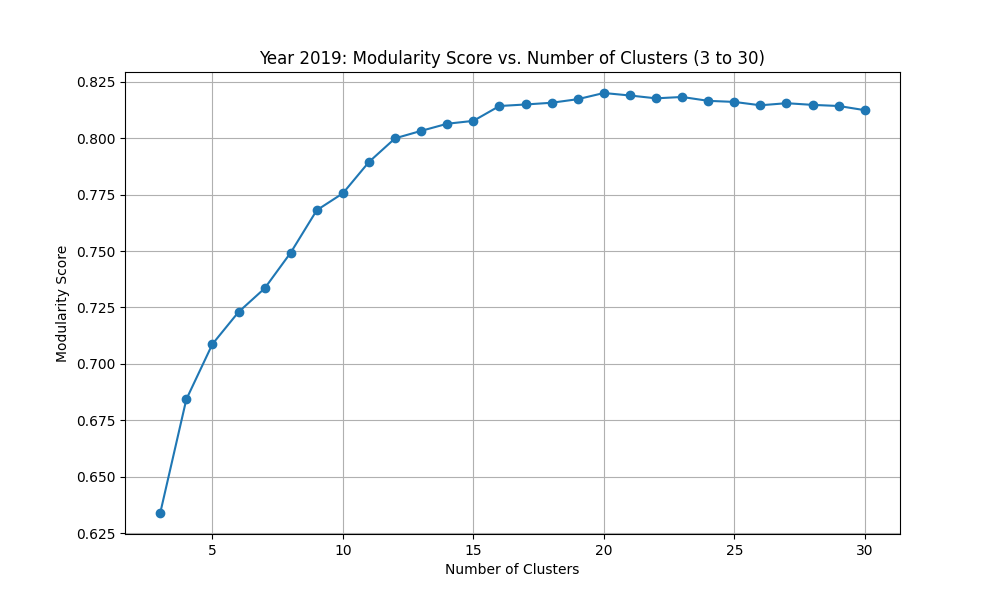 Year 2019: Modularity Score vs. Number of Clusters (3 to 30)
0.825
0.800
0.775
0.750
0.725
0.700
0.675
0.650
0.625
Modularity Score
5 10 15 20 25 30
Number of Clusters